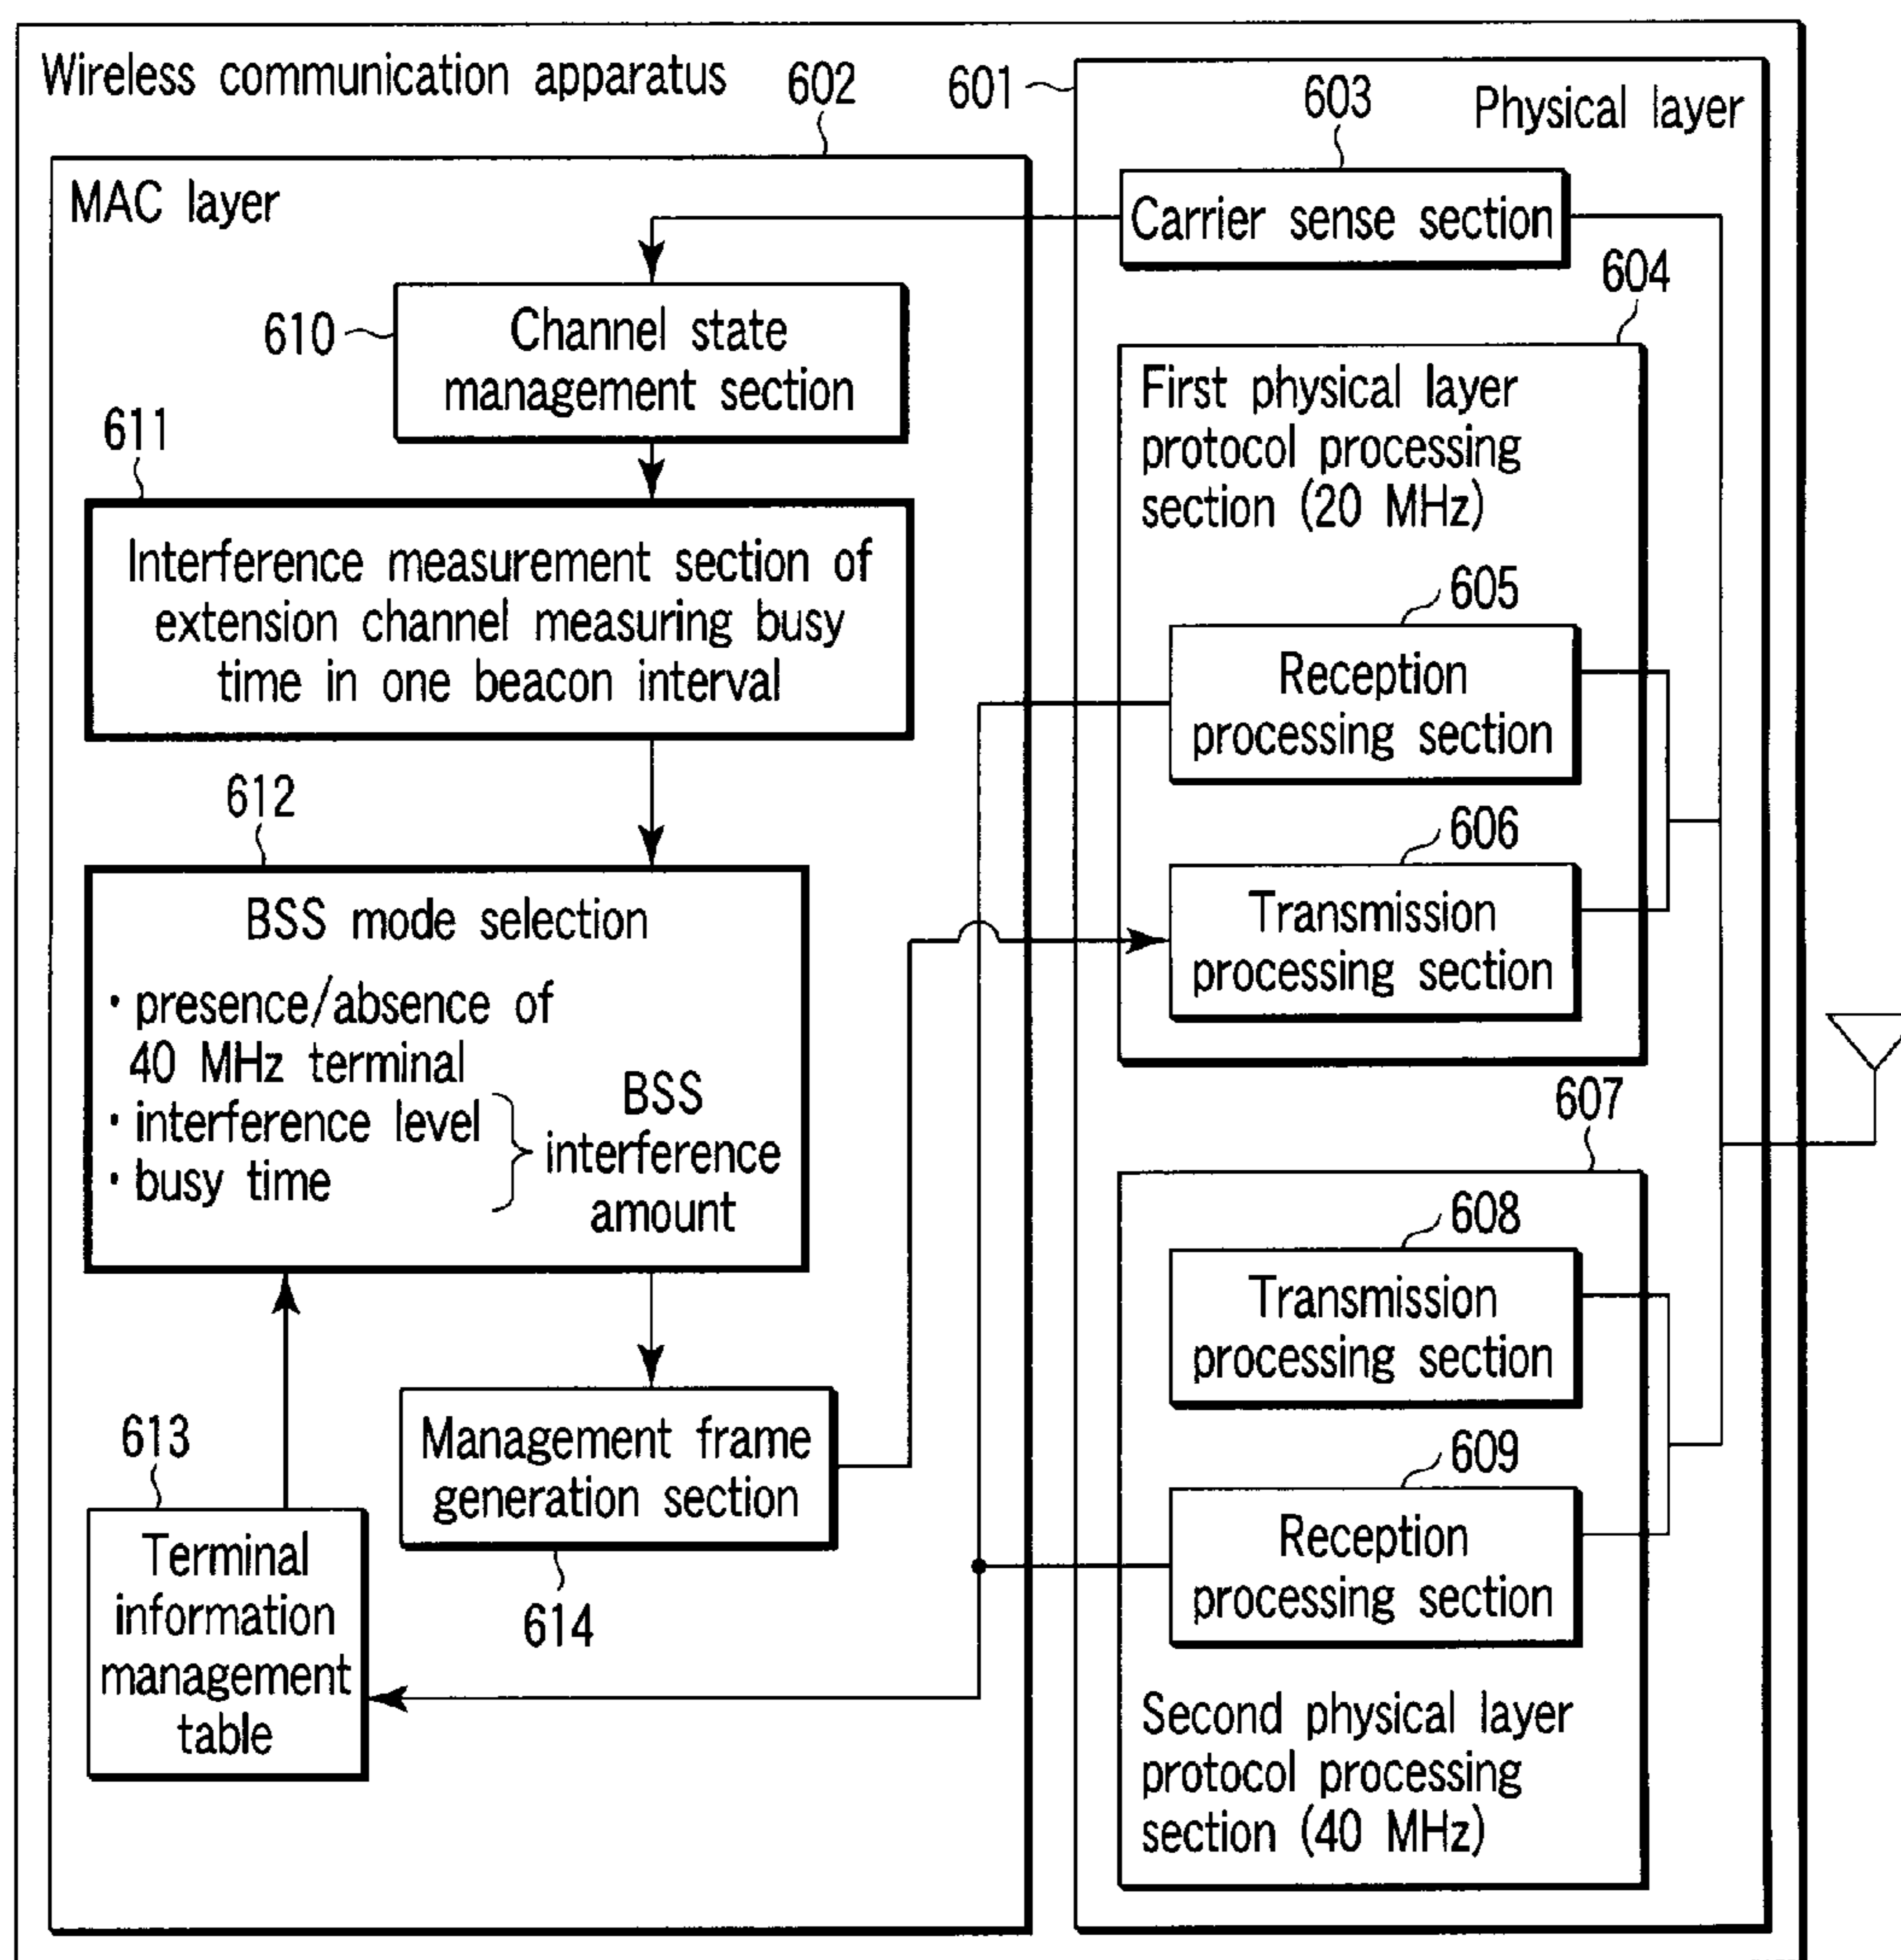 Wireless communication apparatus
602
601
603
Physical layer
MAC layer
Carrier sense section
604
610
Channel state
management section
First physical layer
protocol processing
section (20 MHz)
611
Interference measurement section of
extension channel measuring busy
time in one beacon interval
605
Reception
processing section
612
606
Transmission
processing section
BSS mode selection
· presence/absence of
40 MHz terminal
· interference level
· busy time
BSS
interference
amount
607
608
Transmission
processing section
613
Management frame
generation section
614
609
Reception
processing section
Terminal
information
management
table
Second physical layer
protocol processing
section (40 MHz)